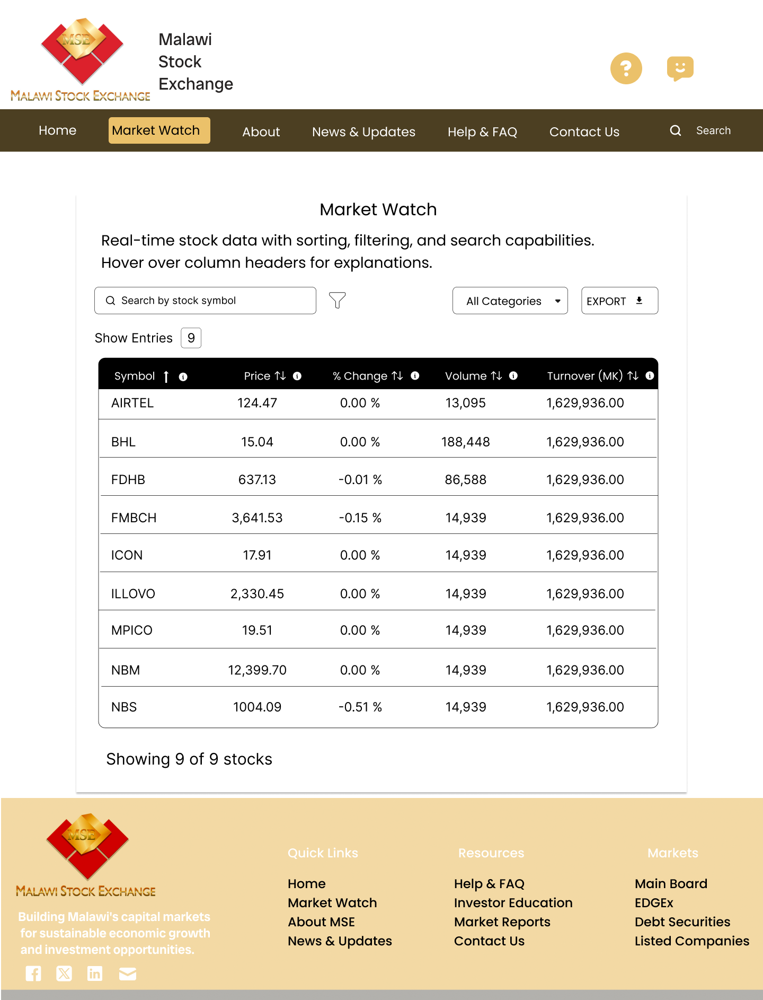 MSE
MALAWI STOCK EXCHANGE
Malawi
Stock
Exchange
Home
Market Watch
About
News & Updates
Help & FAQ
Contact Us
Search
Market Watch
Real-time stock data with sorting, filtering, and search capabilities.
Hover over column headers for explanations.
Search by stock symbol
All Categories
EXPORT
Show Entries 9
Symbol Price % Change Volume Turnover (MK)
AIRTEL 124.47 0.00 % 13,095 1,629,936.00
BHL 15.04 0.00 % 188,448 1,629,936.00
FDHB 637.13 -0.01 % 86,588 1,629,936.00
FMBCH 3,641.53 -0.15 % 14,939 1,629,936.00
ICON 17.91 0.00 % 14,939 1,629,936.00
ILLOVO 2,330.45 0.00 % 14,939 1,629,936.00
MPICO 19.51 0.00 % 14,939 1,629,936.00
NBM 12,399.70 0.00 % 14,939 1,629,936.00
NBS 1004.09 -0.51 % 14,939 1,629,936.00
Showing 9 of 9 stocks
MSE
MALAWI STOCK EXCHANGE
Building Malawi's capital markets
for sustainable economic growth
and investment opportunities.
Quick Links
Home
Market Watch
About MSE
News & Updates
Resources
Help & FAQ
Investor Education
Market Reports
Contact Us
Markets
Main Board
EDGEx
Debt Securities
Listed Companies